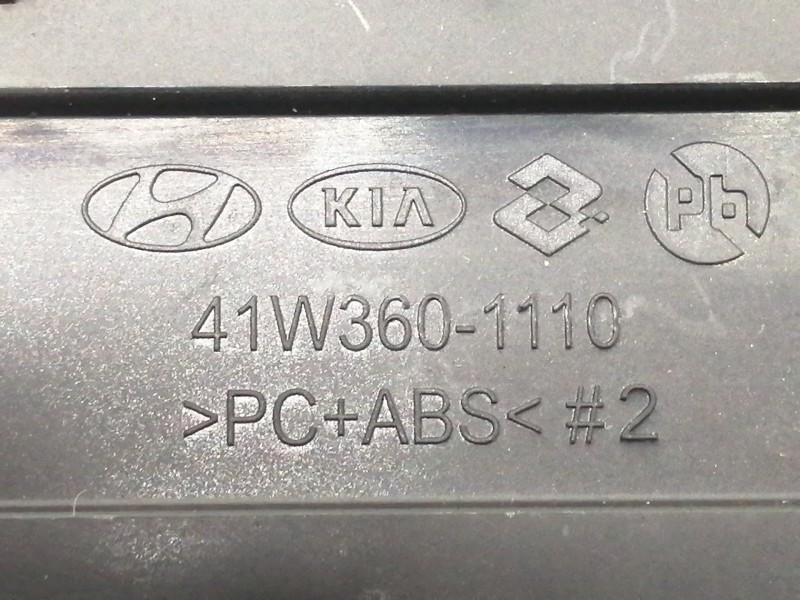 KIA Pb
41W360-1110
>PC+ABS< #2